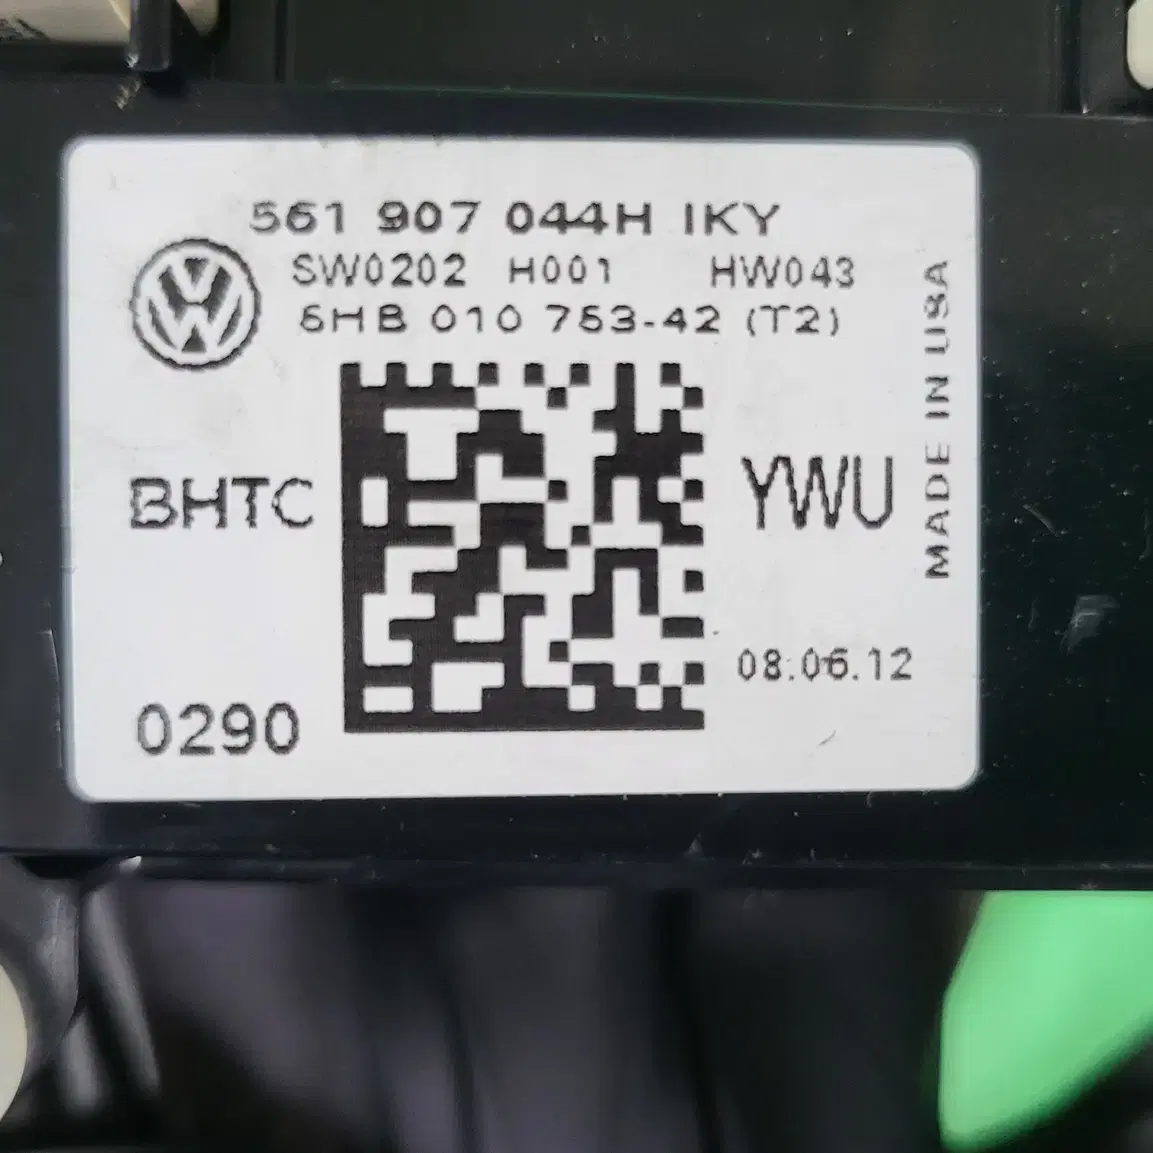 561 907 044H IKY
SW0202 H001 HW043
5HB 010 753-42 (T2)
MADE IN USA
BHTC
YWU
08.06.12
0290